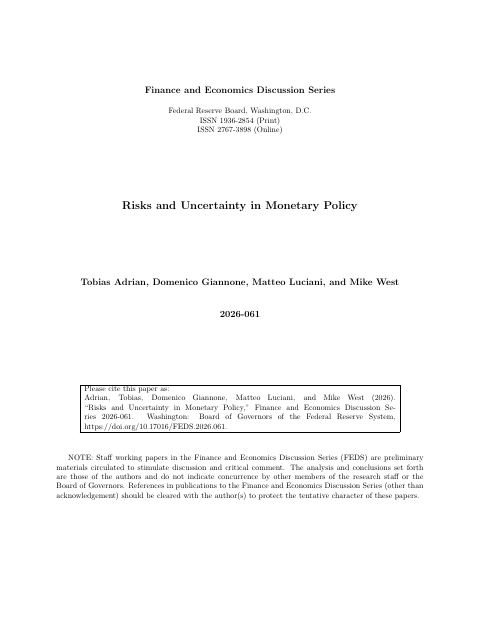 Finance and Economics Discussion Series
Federal Reserve Board, Washington, D.C.
ISSN 1936-2854 (Print)
ISSN 2767-3898 (Online)
Risks and Uncertainty in Monetary Policy
Tobias Adrian, Domenico Giannone, Matteo Luciani, and Mike West
2026-061
Please cite this paper as:
Adrian, Tobias, Domenico Giannone, Matteo Luciani, and Mike West (2026).
“Risks and Uncertainty in Monetary Policy,” Finance and Economics Discussion Se-
ries 2026-061. Washington: Board of Governors of the Federal Reserve System,
https://doi.org/10.17016/FEDS.2026.061.
NOTE: Staff working papers in the Finance and Economics Discussion Series (FEDS) are preliminary
materials circulated to stimulate discussion and critical comment. The analysis and conclusions set forth
are those of the authors and do not indicate concurrence by other members of the research staff or the
Board of Governors. References in publications to the Finance and Economics Discussion Series (other than
acknowledgement) should be cleared with the author(s) to protect the tentative character of these papers.